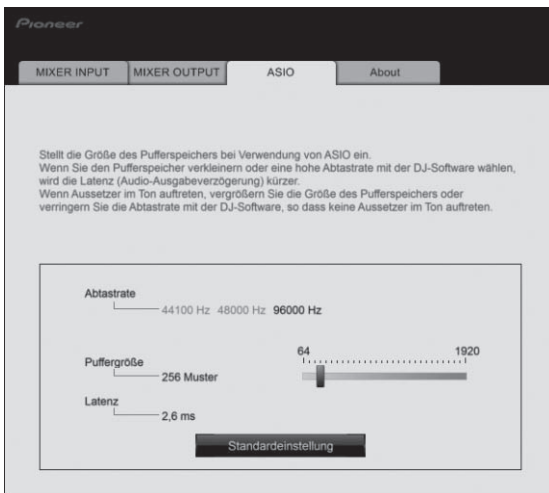 Pioneer
MIXER INPUT MIXER OUTPUT ASIO About
Stellt die Größe des Pufferspeichers bei Verwendung von ASIO ein.
Wenn Sie den Pufferspeicher verkleinern oder eine hohe Abtastrate mit der DJ-Software wählen,
wird die Latenz (Audio-Ausgabeverzögerung) kürzer.
Wenn Aussetzer im Ton auftreten, vergrößern Sie die Größe des Pufferspeichers oder
verringern Sie die Abtastrate mit der DJ-Software, so dass keine Aussetzer im Ton auftreten.
Abtastrate
44100 Hz 48000 Hz 96000 Hz
64 1920
Puffergröße
256 Muster
Latenz
2,6 ms
Standardeinstellung